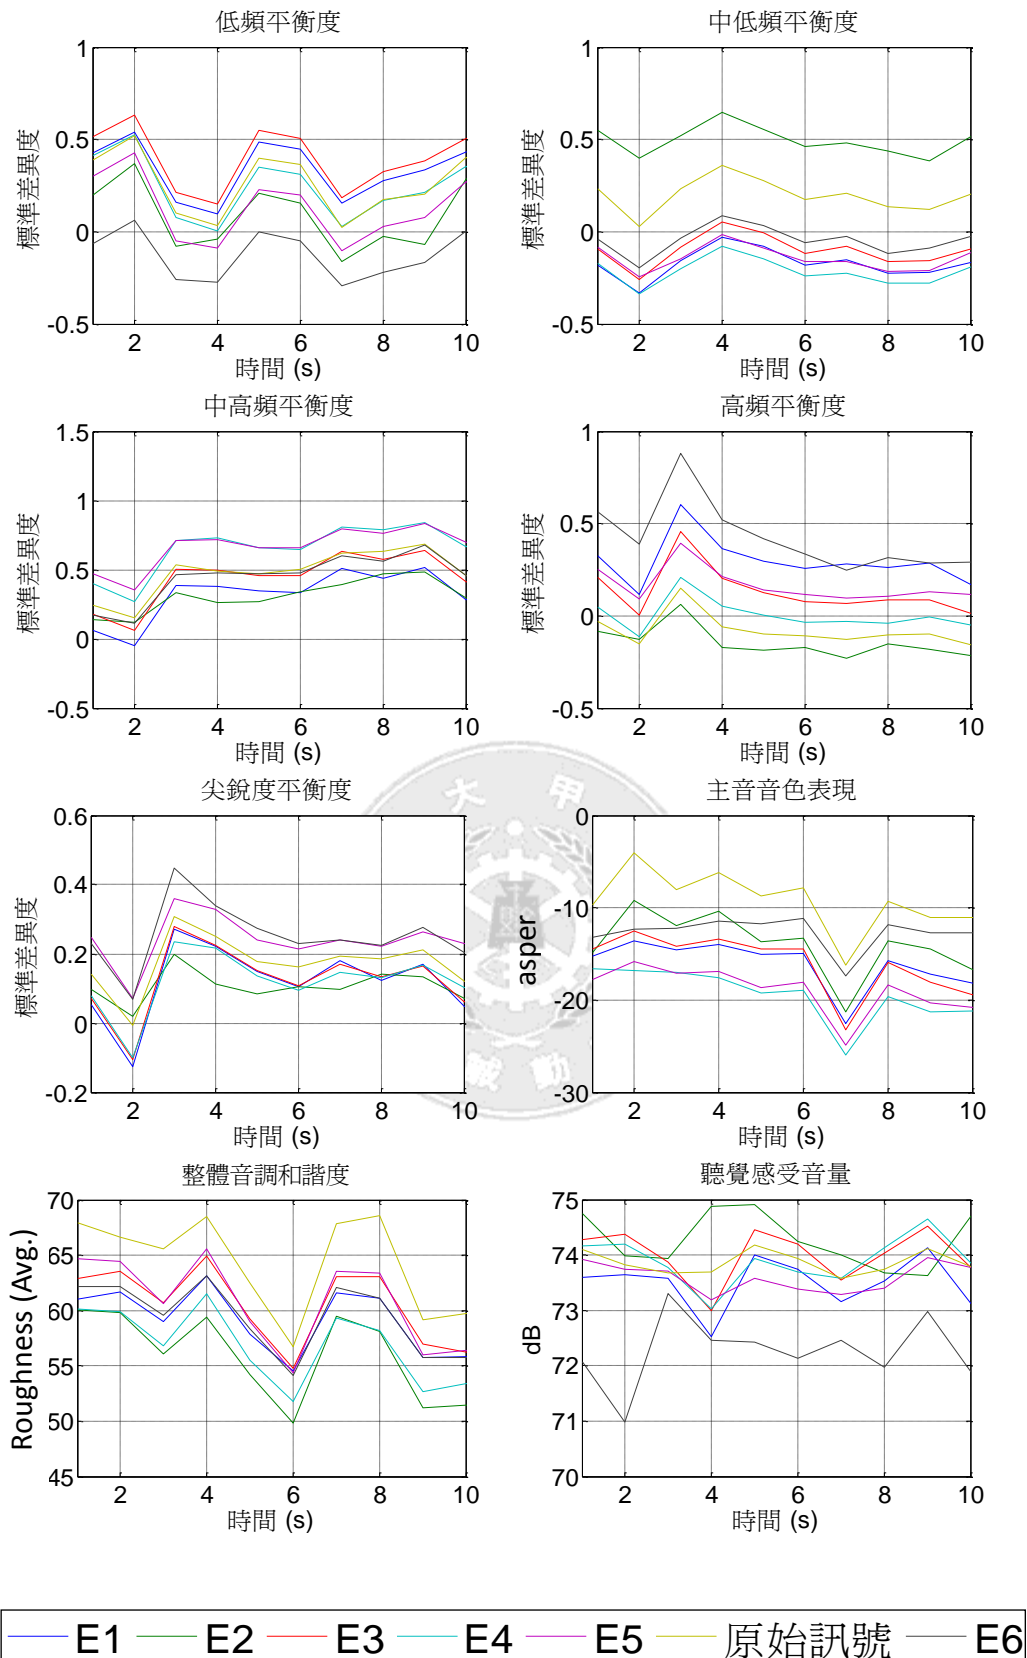 低頻平衡度
標準差異度
1
0.5
0
-0.5
2 4 6 8 10
時間 (s)
中低頻平衡度
標準差異度
1
0.5
0
-0.5
2 4 6 8 10
時間 (s)
中高頻平衡度
標準差異度
1.5
1
0.5
0
-0.5
2 4 6 8 10
時間 (s)
高頻平衡度
標準差異度
1
0.5
0
-0.5
2 4 6 8 10
時間 (s)
尖銳度平衡度
標準差異度
0.6
0.4
0.2
0
-0.2
2 4 6 8 10
時間 (s)
主音音色表現
asper
0
-10
-20
-30
2 4 6 8 10
時間 (s)
整體音調和諧度
Roughness (Avg.)
70
65
60
55
50
45
2 4 6 8 10
時間 (s)
聽覺感受音量
dB
75
74
73
72
71
70
2 4 6 8 10
時間 (s)
大 甲
動
E1 E2 E3 E4 E5 原始訊號 E6